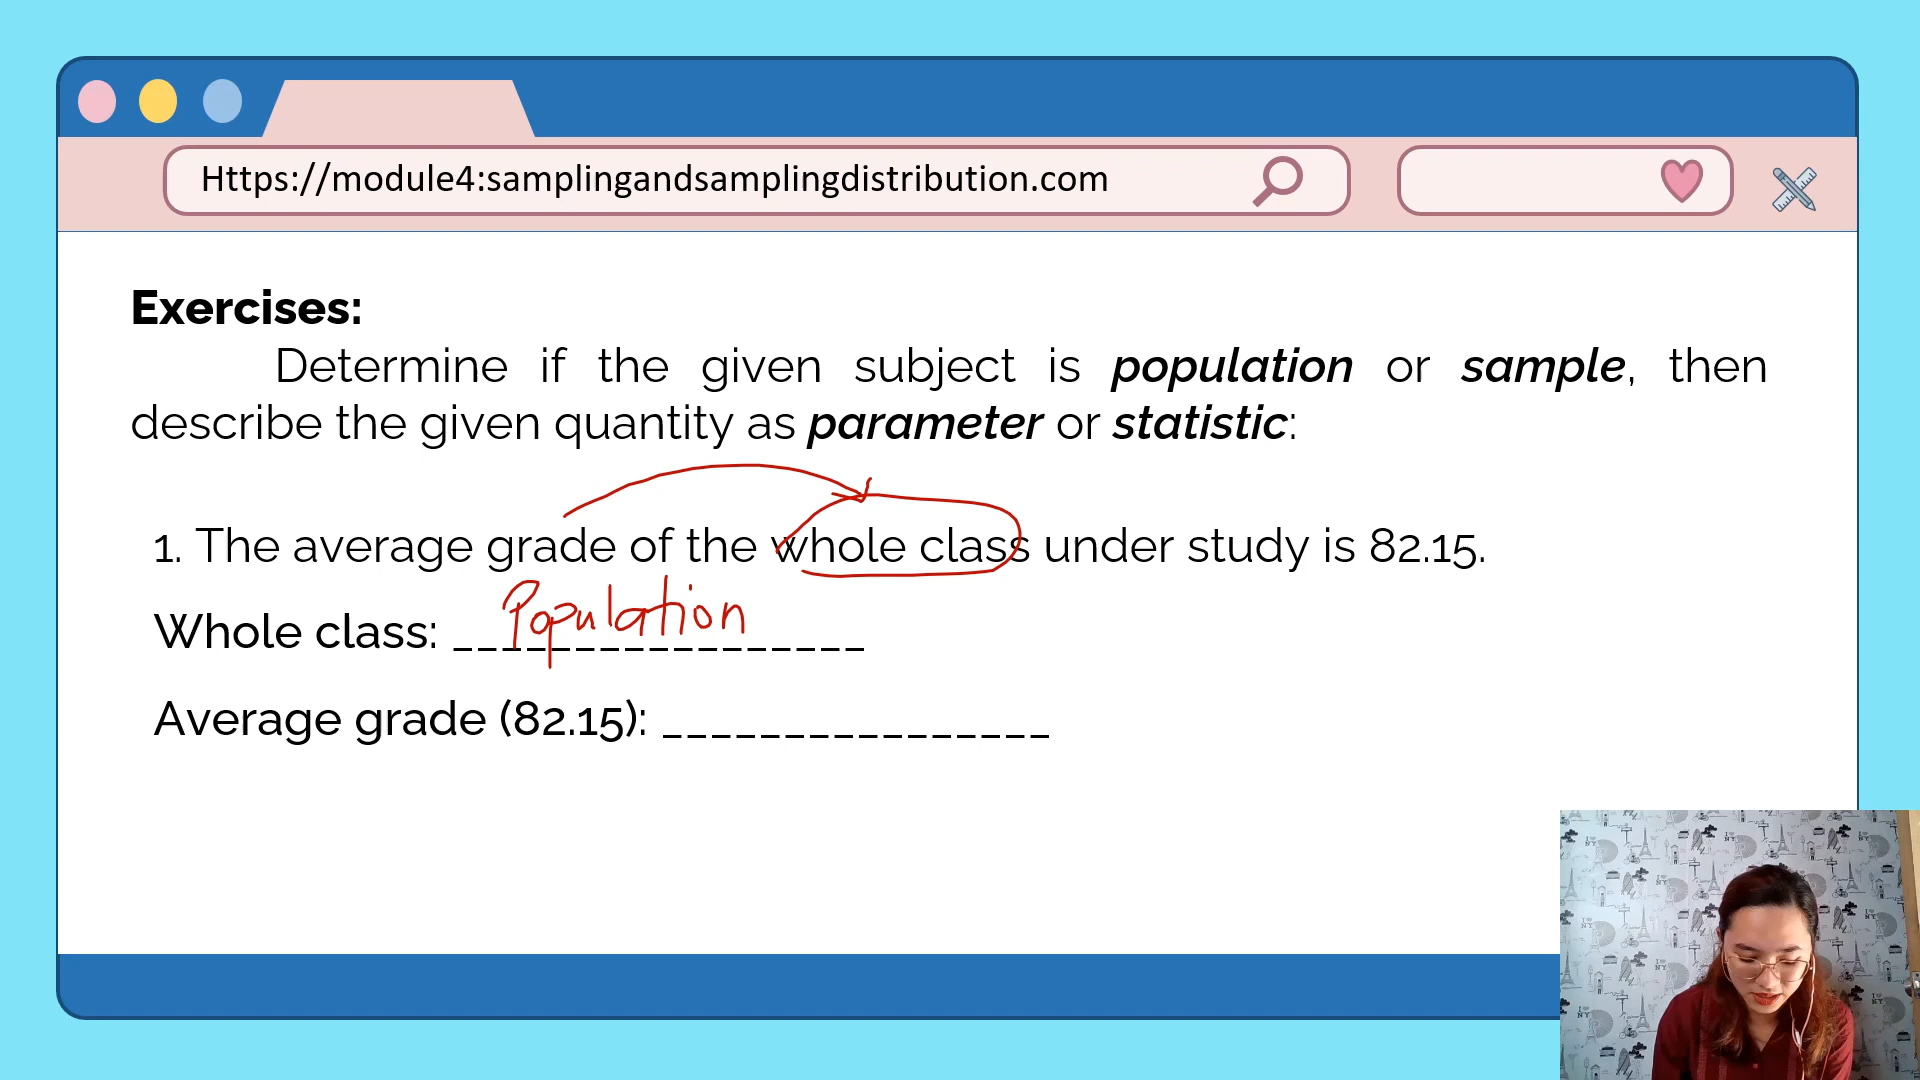 Https://module4:samplingandsamplingdistribution.com
Exercises:
Determine if the given subject is population or sample, then
describe the given quantity as parameter or statistic:
1. The average grade of the whole class under study is 82.15.
Whole class: _________________ Population
Average grade (82.15): ________________